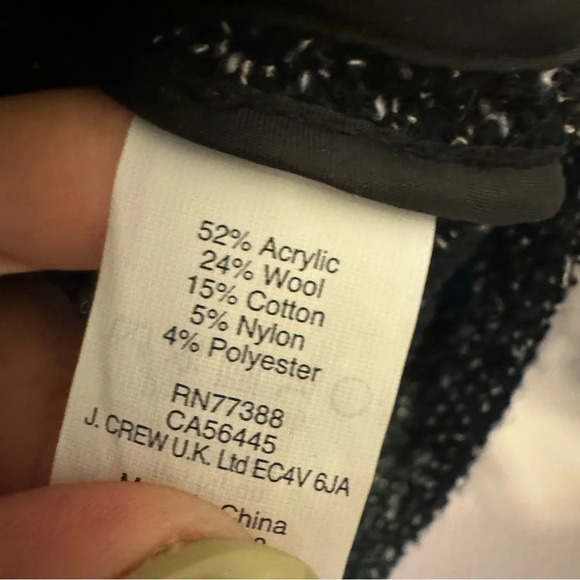 52% Acrylic
24% Wool
15% Cotton
5% Nylon
4% Polyester
RN77388
CA56445
J. CREW U.K. Ltd EC4V 6JA
China